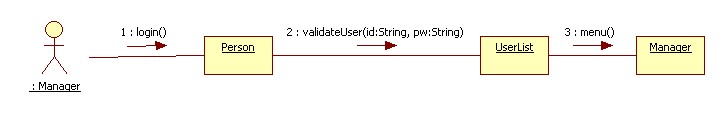 1 : login()
2 : validateUser(id:String, pw:String)
3 : menu()
Person
UserList
Manager
: Manager